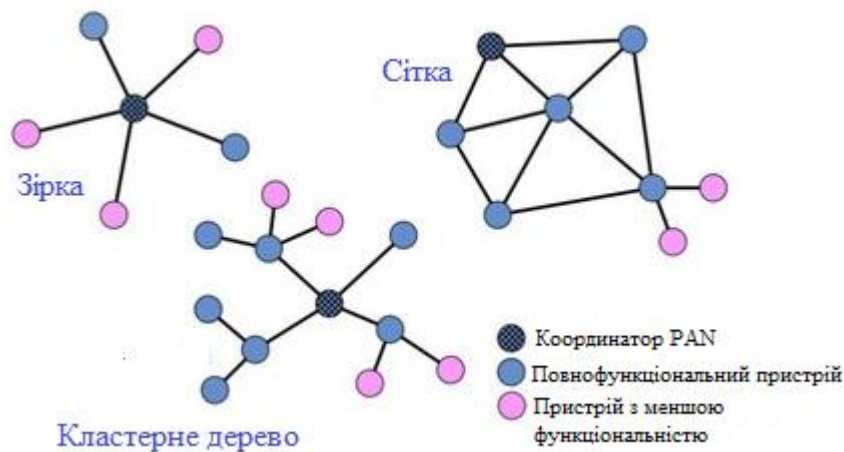 Сітка
Зірка
Координатор PAN
Повнофункціональний пристрій
Пристрій з меншою
функціональністю
Кластерне дерево